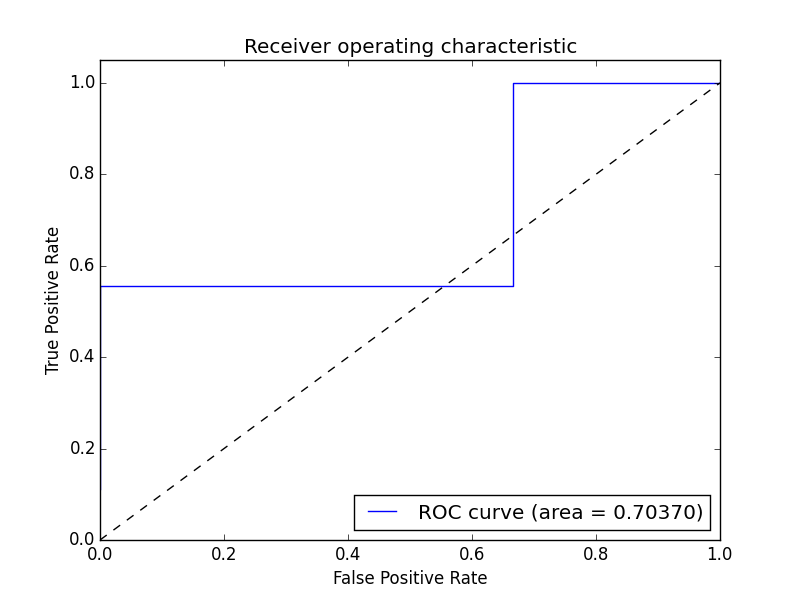 Receiver operating characteristic
1.0
0.8
0.6
0.4
0.2
0.0
True Positive Rate
ROC curve (area = 0.70370)
0.0 0.2 0.4 0.6 0.8 1.0
False Positive Rate